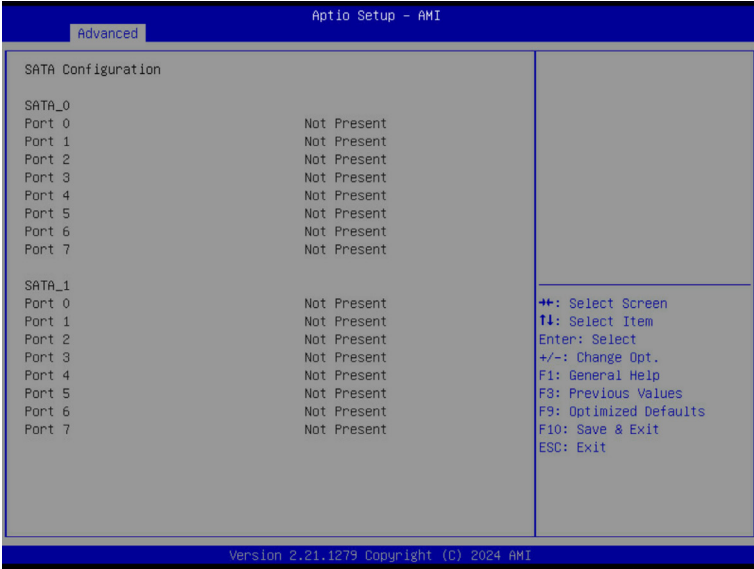 Aptio Setup – AMI
Advanced
SATA Configuration
SATA_0
Port 0 Not Present
Port 1 Not Present
Port 2 Not Present
Port 3 Not Present
Port 4 Not Present
Port 5 Not Present
Port 6 Not Present
Port 7 Not Present
SATA_1
Port 0 Not Present
Port 1 Not Present
Port 2 Not Present
Port 3 Not Present
Port 4 Not Present
Port 5 Not Present
Port 6 Not Present
Port 7 Not Present
→←: Select Screen
↑↓: Select Item
Enter: Select
+/-: Change Opt.
F1: General Help
F3: Previous Values
F9: Optimized Defaults
F10: Save & Exit
ESC: Exit
Version 2.21.1279 Copyright (C) 2024 AMI